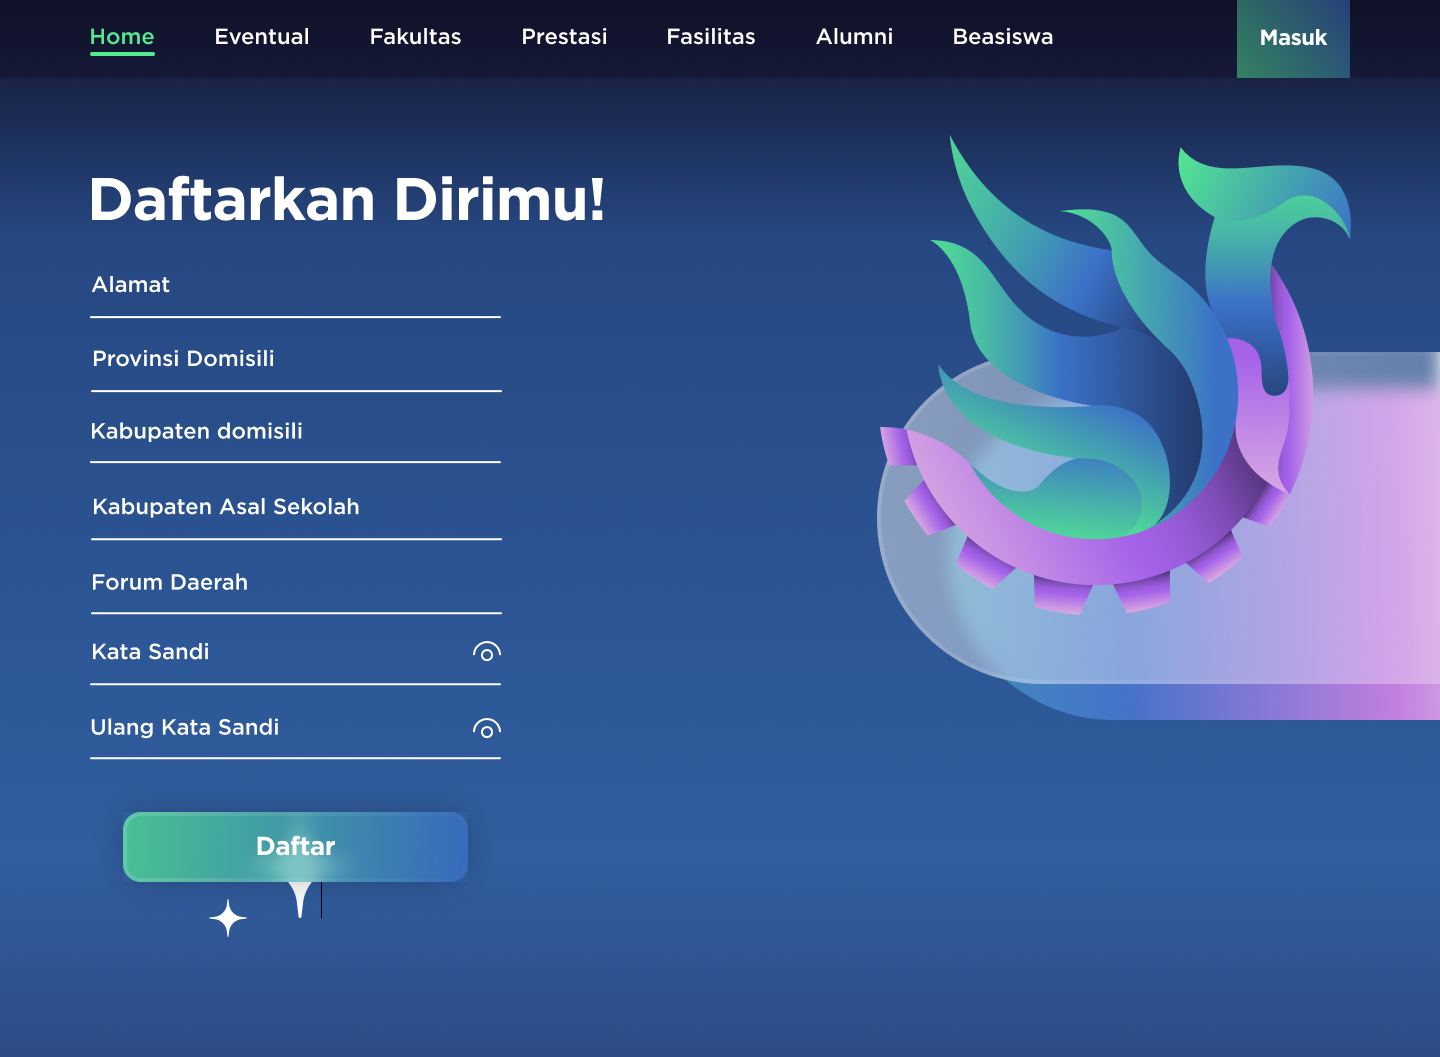 Home Eventual Fakultas Prestasi Fasilitas Alumni Beasiswa Masuk
Daftarkan Dirimu!
Alamat
Provinsi Domisili
Kabupaten domisili
Kabupaten Asal Sekolah
Forum Daerah
Kata Sandi
Ulang Kata Sandi
Daftar